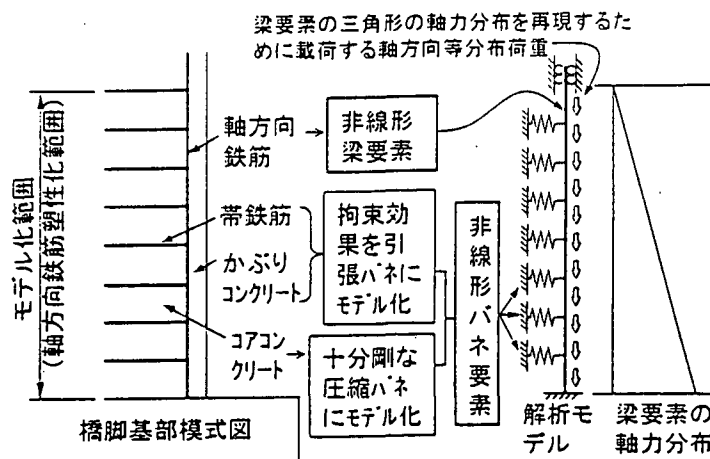 梁要素の三角形の軸力分布を再現するた
めに載荷する軸方向等分布荷重
モデル化範囲
(軸方向鉄筋塑性化範囲)
軸方向
鉄筋
非線形
梁要素
帯鉄筋
かぶり
コンクリート
拘束効
果を引
張バネに
モデル化
コアコン
クリート
十分剛な
圧縮バネ
にモデル化
非線形バネ要素
橋脚基部模式図
解析モ
デル
梁要素の
軸力分布